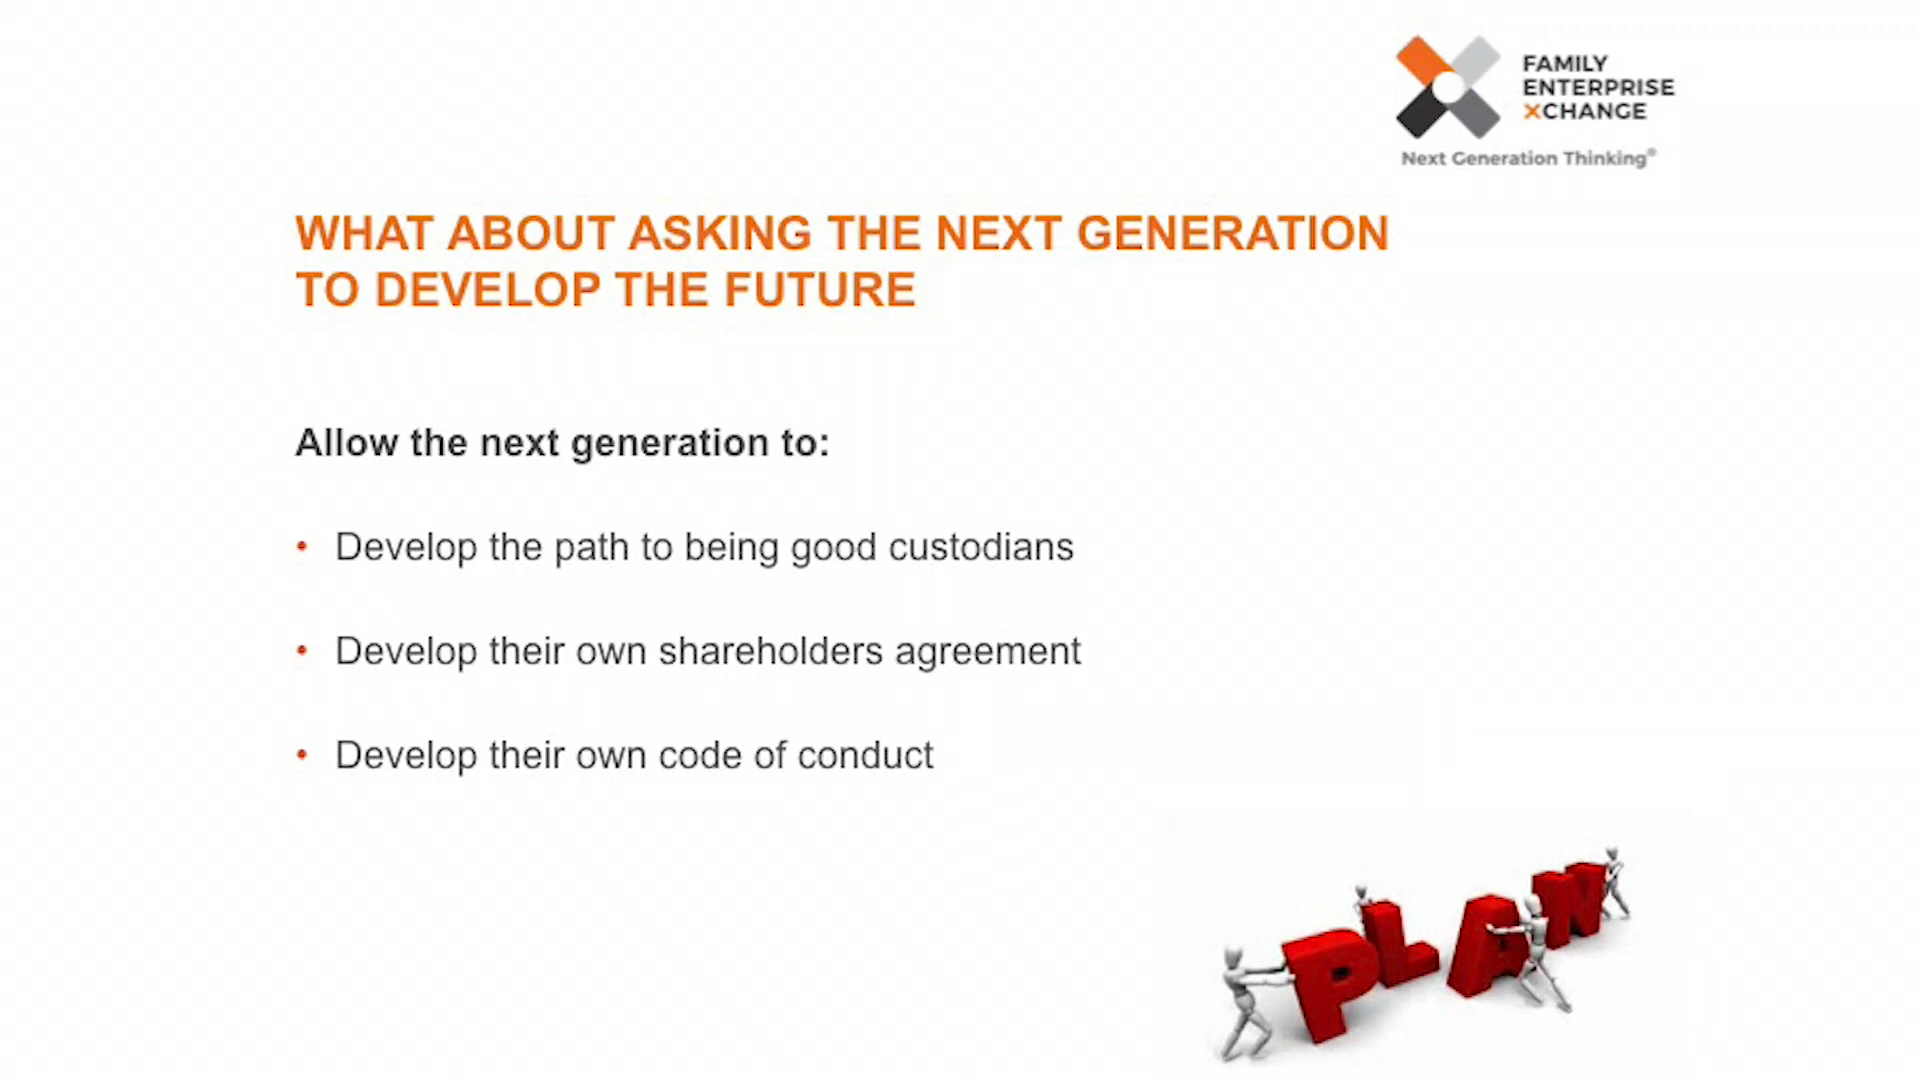 FAMILY
ENTERPRISE
XCHANGE
Next Generation Thinking®
WHAT ABOUT ASKING THE NEXT GENERATION
TO DEVELOP THE FUTURE
Allow the next generation to:
• Develop the path to being good custodians
• Develop their own shareholders agreement
• Develop their own code of conduct
PLAN